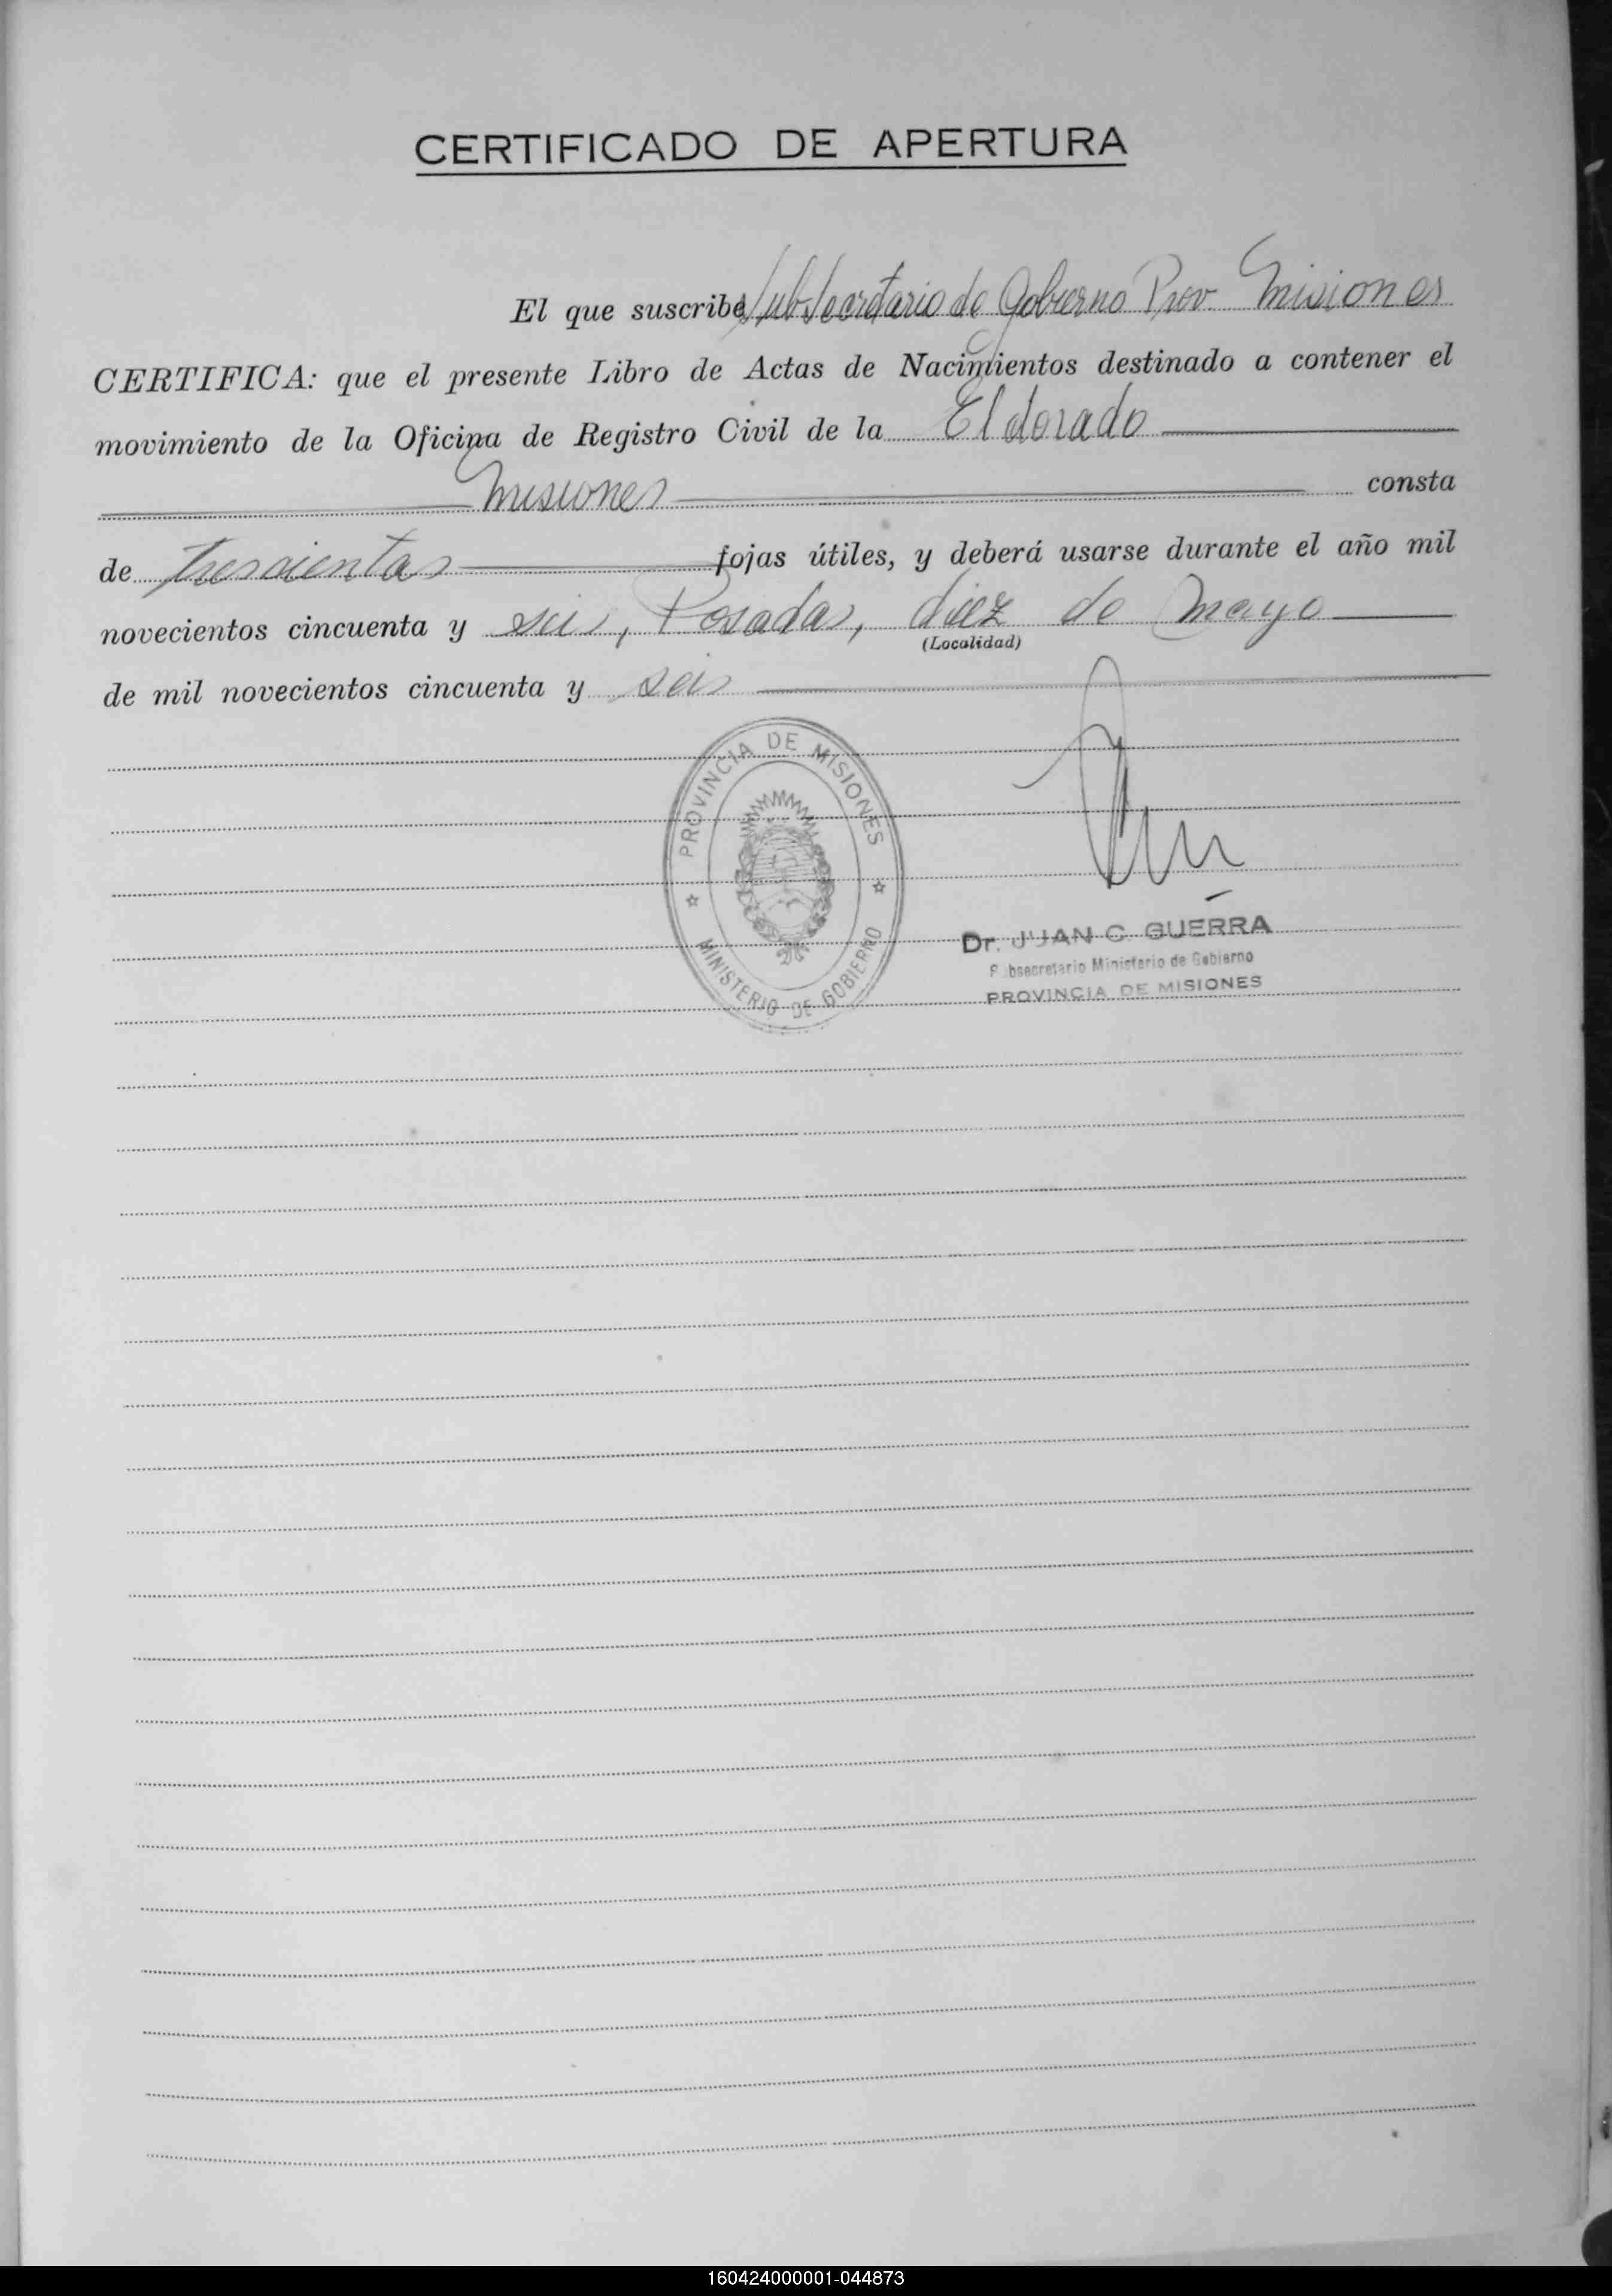 CERTIFICADO DE APERTURA
El que suscribe SubSecretario de Gobierno Prov. Misiones
CERTIFICA: que el presente Libro de Actas de Nacimientos destinado a contener el
movimiento de la Oficina de Registro Civil de la Eldorado
Misiones consta
de trescientas fojas útiles, y deberá usarse durante el año mil
novecientos cincuenta y seis, Posadas, diez de mayo
(Localidad)
de mil novecientos cincuenta y seis
PROVINCIA DE MISIONES
MINISTERIO DE GOBIERNO
Dr. JUAN C. GUERRA
Subsecretario Ministerio de Gobierno
PROVINCIA DE MISIONES
160424000001-044873